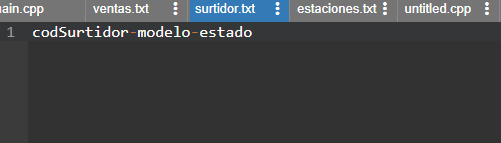 ain.cpp
ventas.txt
surtidor.txt
estaciones.txt
untitled.cpp
1 codSurtidor-modelo-estado